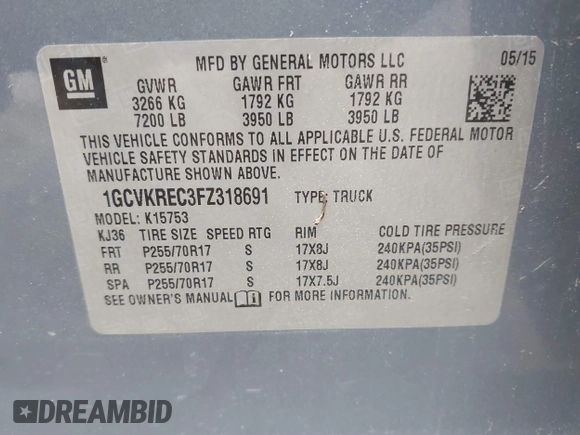 GM
MFD BY GENERAL MOTORS LLC 05/15
GVWR GAWR FRT GAWR RR
3266 KG 1792 KG 1792 KG
7200 LB 3950 LB 3950 LB
THIS VEHICLE CONFORMS TO ALL APPLICABLE U.S. FEDERAL MOTOR
VEHICLE SAFETY STANDARDS IN EFFECT ON THE DATE OF
MANUFACTURE SHOWN ABOVE.
1GCVKREC3FZ318691 TYPE: TRUCK
MODEL: K15753
KJ36 TIRE SIZE SPEED RTG RIM COLD TIRE PRESSURE
FRT P255/70R17 S 17X8J 240KPA(35PSI)
RR P255/70R17 S 17X8J 240KPA(35PSI)
SPA P255/70R17 S 17X7.5J 240KPA(35PSI)
SEE OWNER'S MANUAL FOR MORE INFORMATION.
DREAMBID